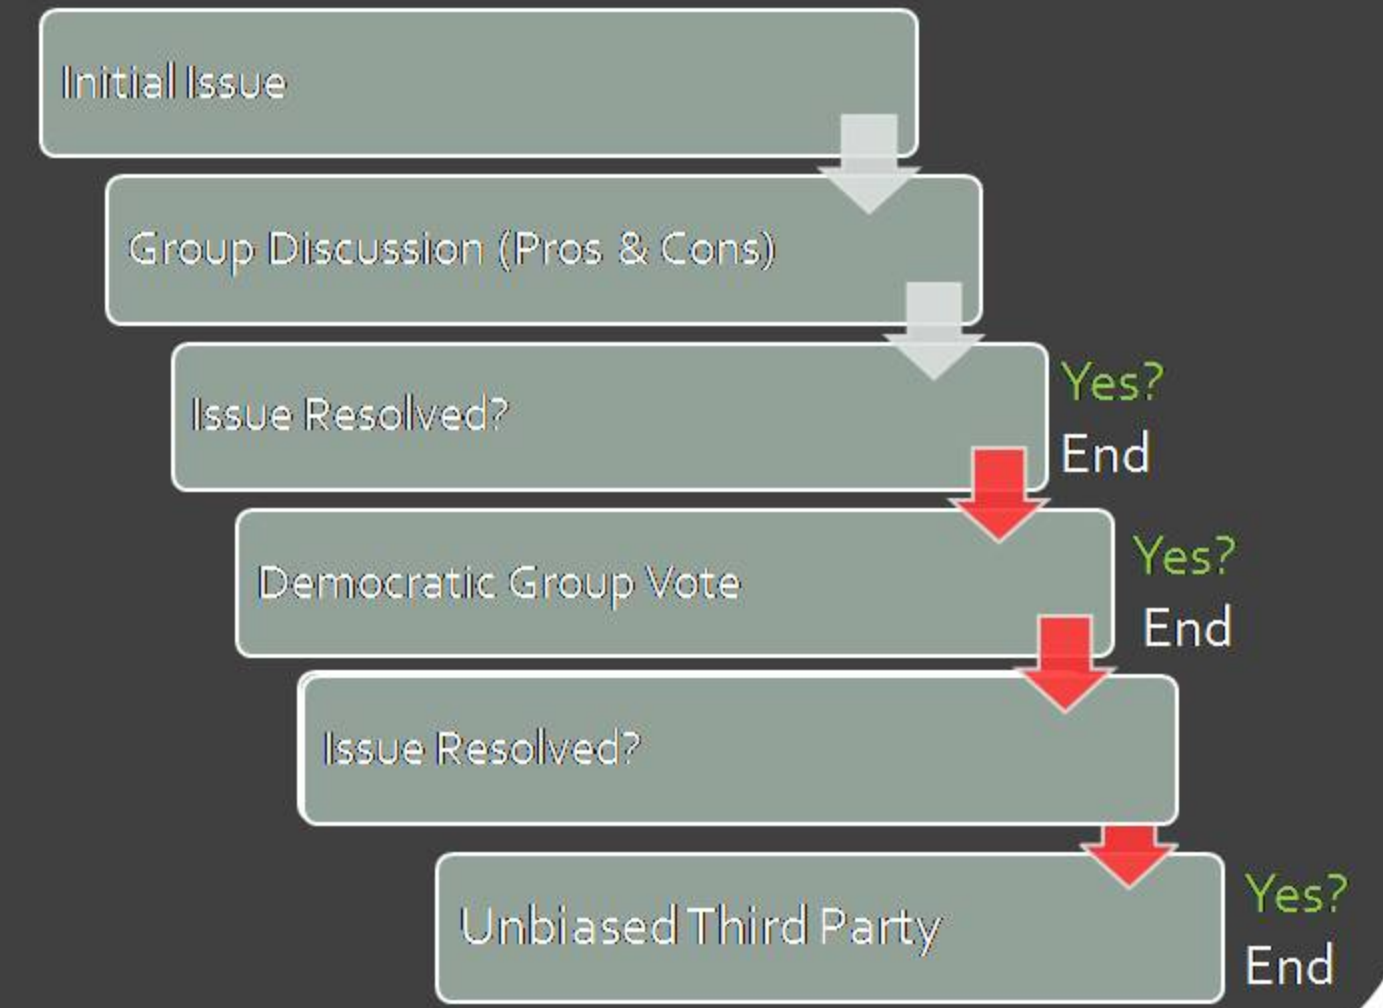 Initial Issue
Group Discussion (Pros & Cons)
Issue Resolved?
Yes?
End
Democratic Group Vote
Yes?
End
Issue Resolved?
Unbiased Third Party
Yes?
End